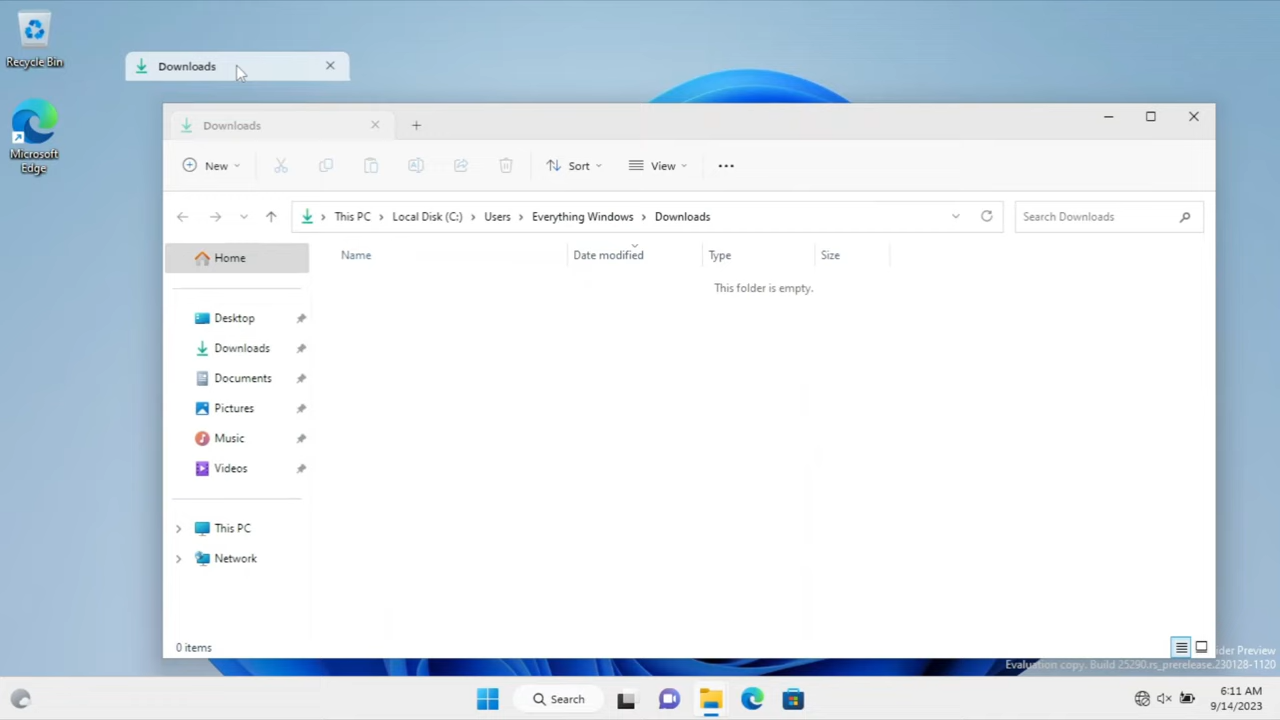 Recycle Bin
Downloads
Microsoft
Edge
Downloads
New
Sort
View
This PC
Local Disk (C:)
Users
Everything Windows
Downloads
Search Downloads
Home
Name
Date modified
Type
Size
This folder is empty.
Desktop
Downloads
Documents
Pictures
Music
Videos
This PC
Network
0 items
ider Preview
Evaluation copy. Build 25290.rs_prerelease.230128-1120
Search
6:11 AM
9/14/2023